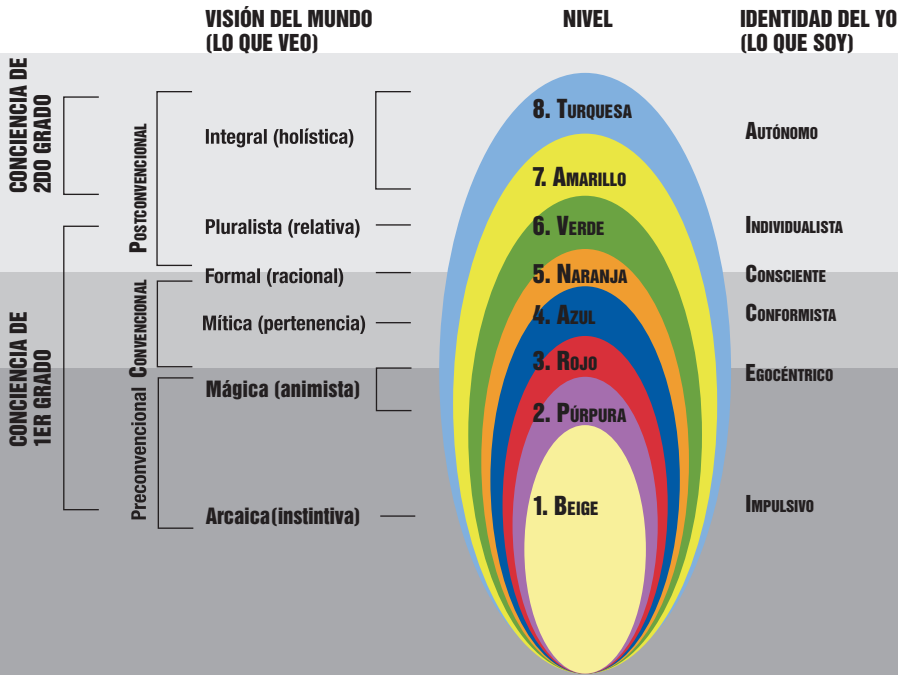 VISIÓN DEL MUNDO
(LO QUE VEO)
NIVEL
IDENTIDAD DEL YO
(LO QUE SOY)
CONCIENCIA DE
2DO GRADO
CONCIENCIA DE
1ER GRADO
POSTCONVENCIONAL
CONVENCIONAL
Preconvencional
Integral (holística)
Pluralista (relativa)
Formal (racional)
Mítica (pertenencia)
Mágica (animista)
Arcaica(instintiva)
8. TURQUESA
7. AMARILLO
6. VERDE
5. NARANJA
4. AZUL
3. ROJO
2. PÚRPURA
1. BEIGE
AUTÓNOMO
INDIVIDUALISTA
CONSCIENTE
CONFORMISTA
EGOCÉNTRICO
IMPULSIVO